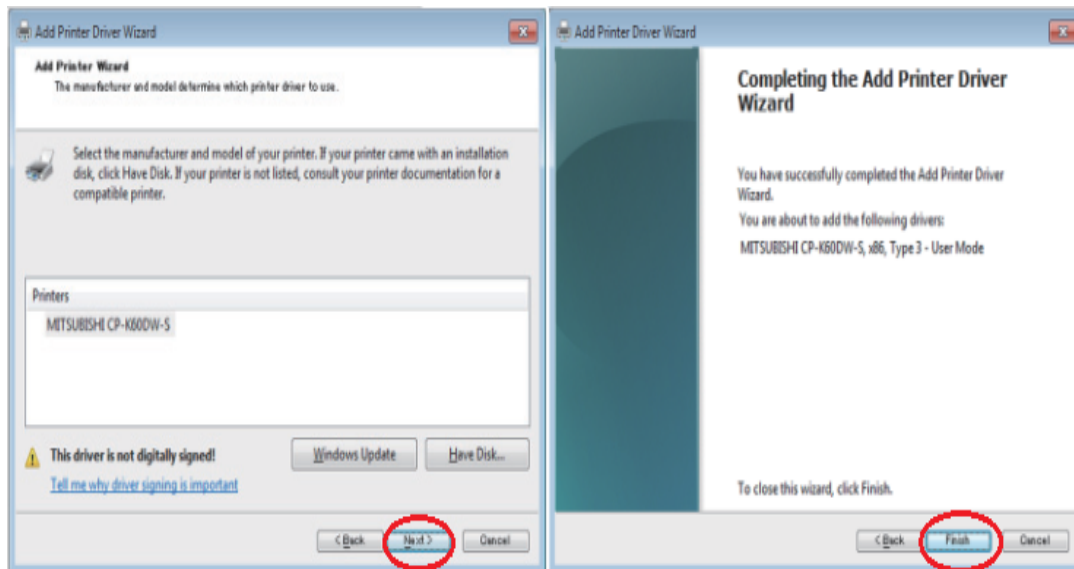 Add Printer Driver Wizard
Add Printer Wizard
The manufacturer and model determine which printer driver to use.
Select the manufacturer and model of your printer. If your printer came with an installation
disk, click Have Disk. If your printer is not listed, consult your printer documentation for a
compatible printer.
Printers
MITSUBISHI CP-K60DW-S
This driver is not digitally signed!
Windows Update
Have Disk...
Tell me why driver signing is important
< Back
Next >
Cancel
Add Printer Driver Wizard
Completing the Add Printer Driver
Wizard
You have successfully completed the Add Printer Driver
Wizard.
You are about to add the following drivers:
MITSUBISHI CP-K60DW-S, x86, Type 3 - User Mode
To close this wizard, click Finish.
< Back
Finish
Cancel